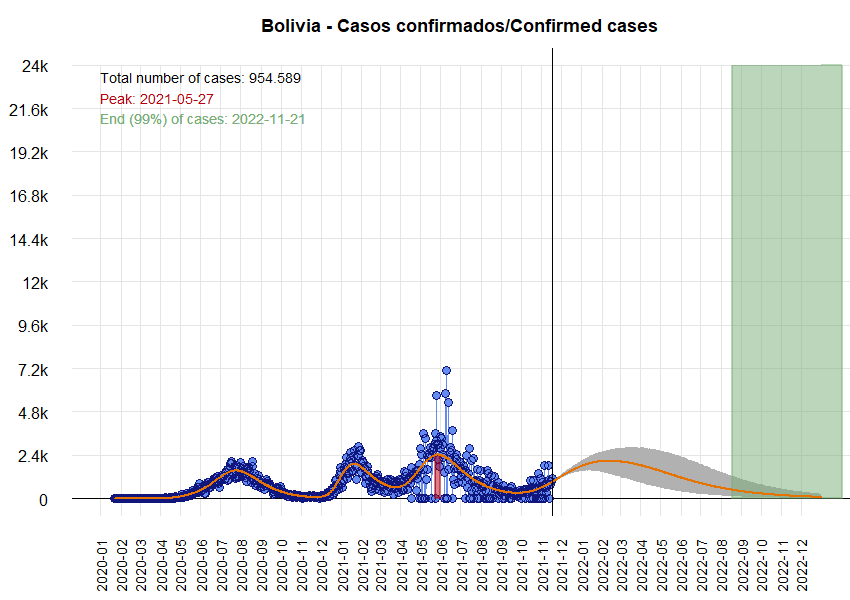 Bolivia - Casos confirmados/Confirmed cases
Total number of cases: 954.589
Peak: 2021-05-27
End (99%) of cases: 2022-11-21
24k
21.6k
19.2k
16.8k
14.4k
12k
9.6k
7.2k
4.8k
2.4k
0
2020-01
2020-02
2020-03
2020-04
2020-05
2020-06
2020-07
2020-08
2020-09
2020-10
2020-11
2020-12
2021-01
2021-02
2021-03
2021-04
2021-05
2021-06
2021-07
2021-08
2021-09
2021-10
2021-11
2021-12
2022-01
2022-02
2022-03
2022-04
2022-05
2022-06
2022-07
2022-08
2022-09
2022-10
2022-11
2022-12